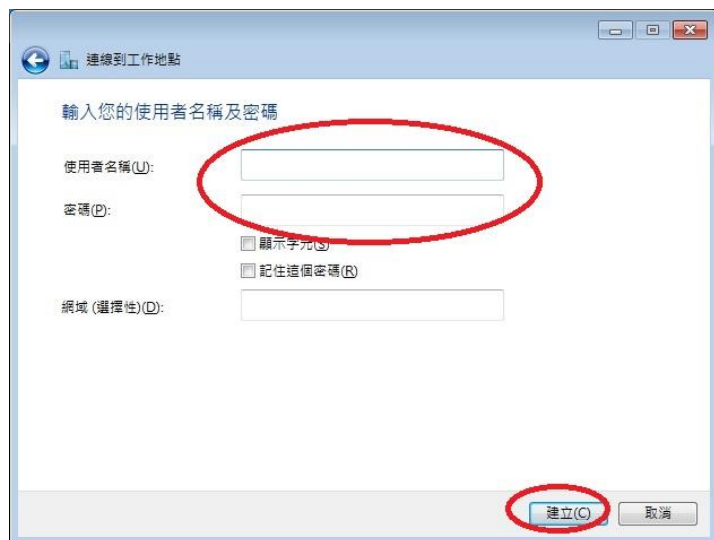 連線到工作地點
輸入您的使用者名稱及密碼
使用者名稱(U):
密碼(P):
顯示字元(S)
記住這個密碼(R)
網域 (選擇性)(D):
建立(C) 取消